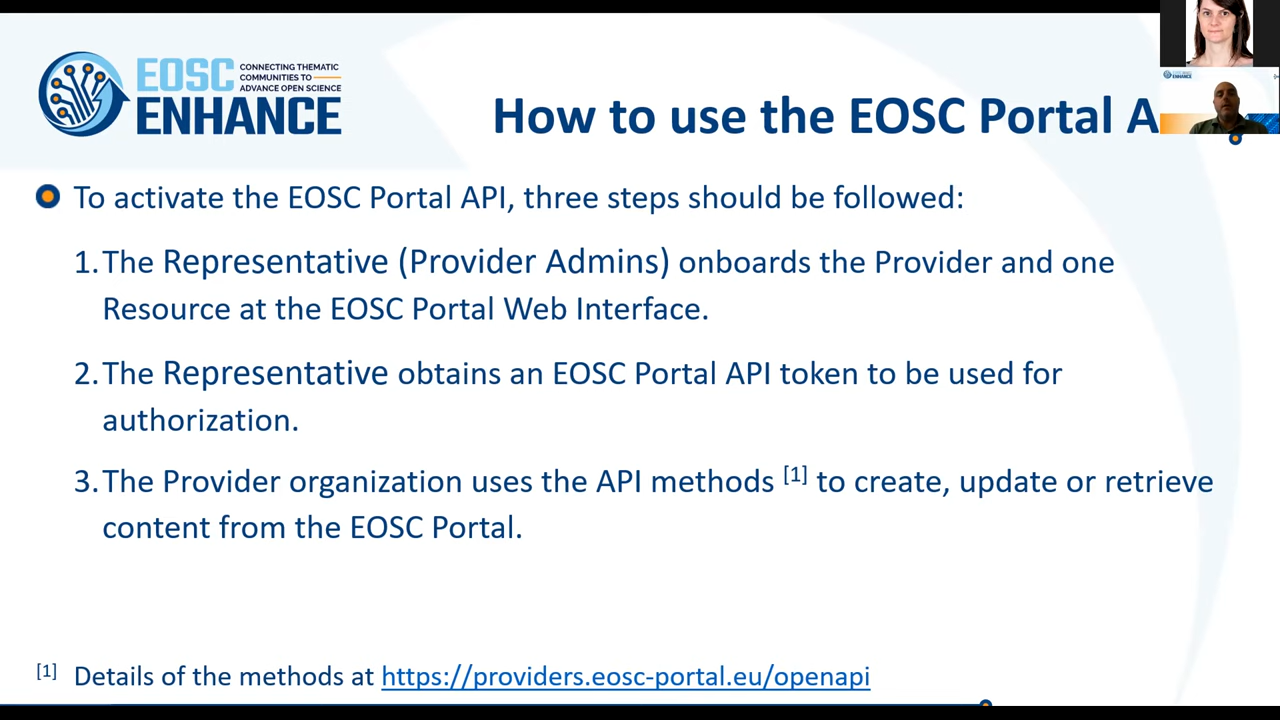 EOSC
ENHANCE
CONNECTING THEMATIC
COMMUNITIES TO
ADVANCE OPEN SCIENCE
How to use the EOSC Portal A
To activate the EOSC Portal API, three steps should be followed:
1. The Representative (Provider Admins) onboards the Provider and one
Resource at the EOSC Portal Web Interface.
2. The Representative obtains an EOSC Portal API token to be used for
authorization.
3. The Provider organization uses the API methods [1] to create, update or retrieve
content from the EOSC Portal.
[1] Details of the methods at https://providers.eosc-portal.eu/openapi